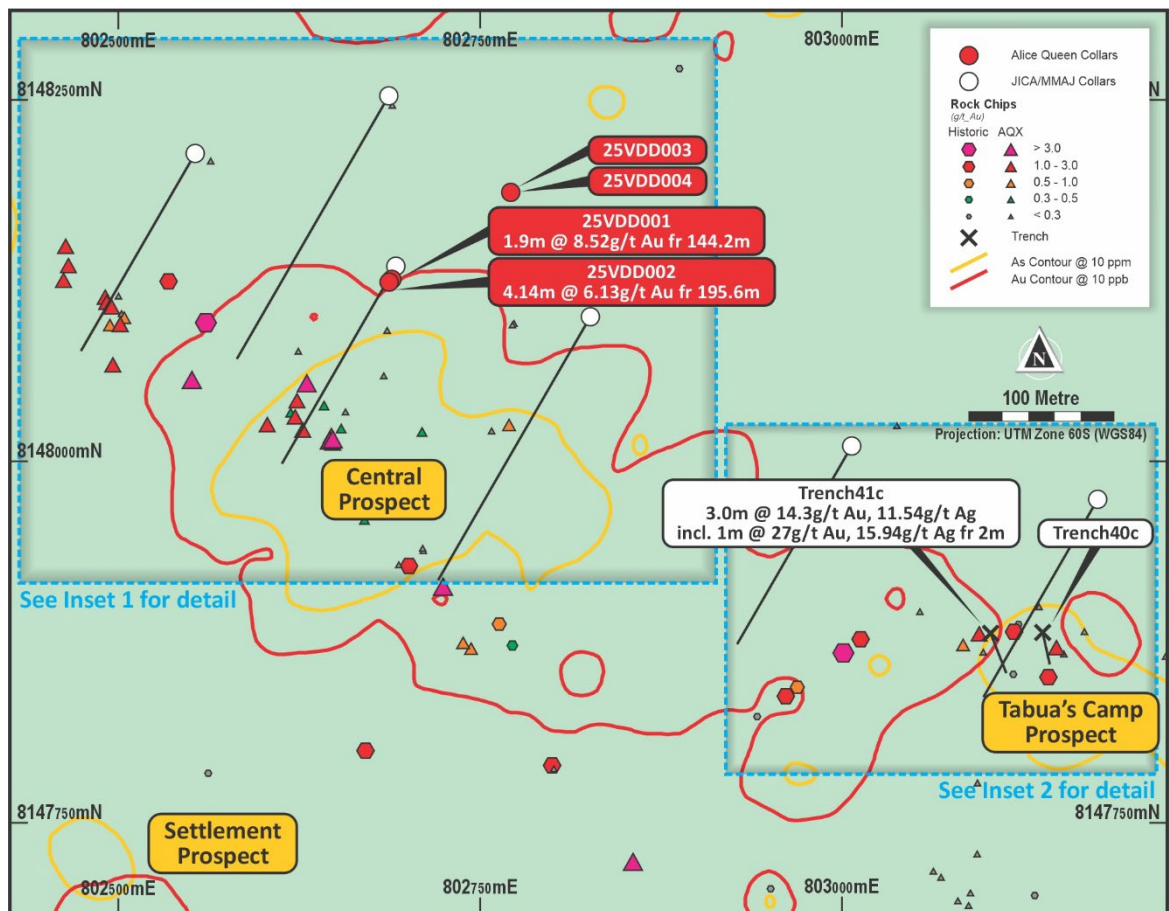 802500mE
802750mE
803000mE
8148250mN
N
Alice Queen Collars
JICA/MMAJ Collars
Rock Chips
(g/t_Au)
Historic AQX
> 3.0
1.0 - 3.0
0.5 - 1.0
0.3 - 0.5
< 0.3
Trench
As Contour @ 10 ppm
Au Contour @ 10 ppb
N
100 Metre
Projection: UTM Zone 60S (WGS84)
25VDD003
25VDD004
25VDD001
1.9m @ 8.52g/t Au fr 144.2m
25VDD002
4.14m @ 6.13g/t Au fr 195.6m
8148000mN
Central
Prospect
Trench41c
3.0m @ 14.3g/t Au, 11.54g/t Ag
incl. 1m @ 27g/t Au, 15.94g/t Ag fr 2m
Trench40c
See Inset 1 for detail
Tabua's Camp
Prospect
See Inset 2 for detail
8147750mN
8147750mN
Settlement
Prospect
802500mE
802750mE
803000mE